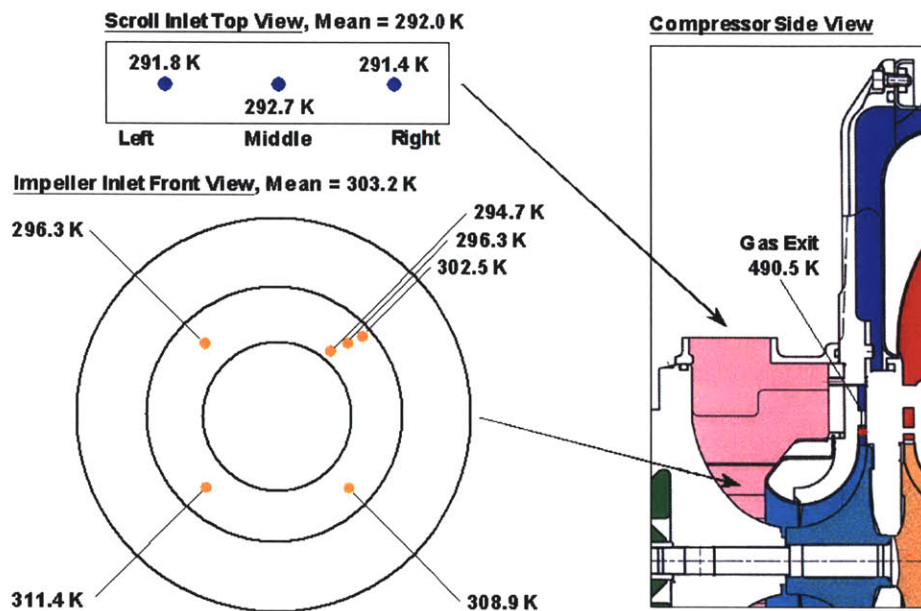 Scroll Inlet Top View, Mean = 292.0 K
291.8 K
291.4 K
292.7 K
Left
Middle
Right
Impeller Inlet Front View, Mean = 303.2 K
294.7 K
296.3 K
296.3 K
302.5 K
311.4 K
308.9 K
Compressor Side View
Gas Exit
490.5 K